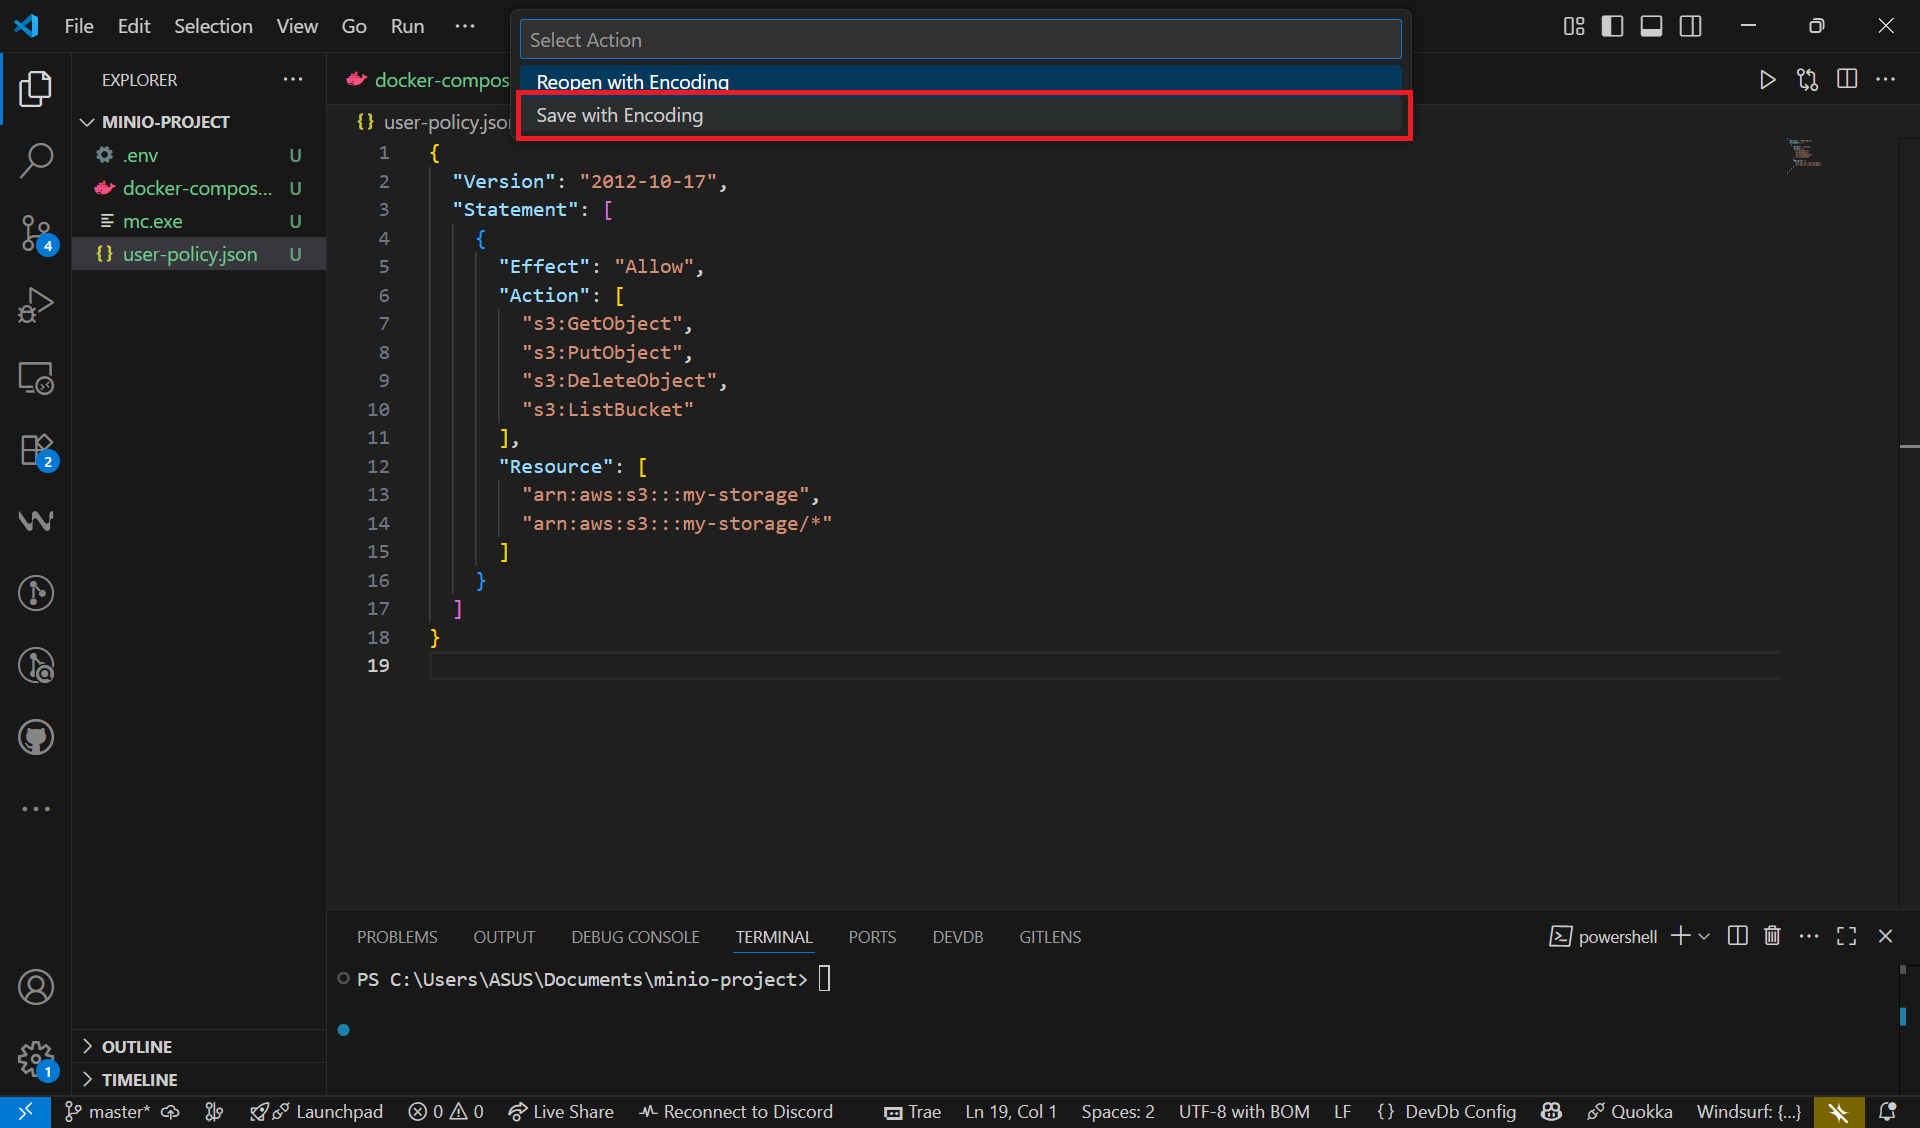 File Edit Selection View Go Run ···
Select Action
Reopen with Encoding
Save with Encoding
EXPLORER ···
MINIO-PROJECT
.env U
docker-compos... U
mc.exe U
{} user-policy.json U
4
2
1
OUTLINE
TIMELINE
docker-compos
{} user-policy.jso
1 {
2 "Version": "2012-10-17",
3 "Statement": [
4 {
5 "Effect": "Allow",
6 "Action": [
7 "s3:GetObject",
8 "s3:PutObject",
9 "s3:DeleteObject",
10 "s3:ListBucket"
11 ],
12 "Resource": [
13 "arn:aws:s3:::my-storage",
14 "arn:aws:s3:::my-storage/*"
15 ]
16 }
17 ]
18 }
19
PROBLEMS OUTPUT DEBUG CONSOLE TERMINAL PORTS DEVDB GITLENS powershell
PS C:\Users\ASUS\Documents\minio-project>
master* Launchpad 0 0 Live Share Reconnect to Discord Trae Ln 19, Col 1 Spaces: 2 UTF-8 with BOM LF {} DevDb Config Quokka Windsurf: {...}